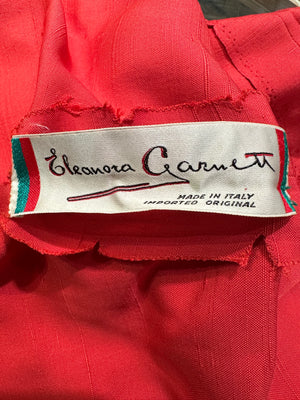 Eleonora Garnett
MADE IN ITALY
IMPORTED ORIGINAL